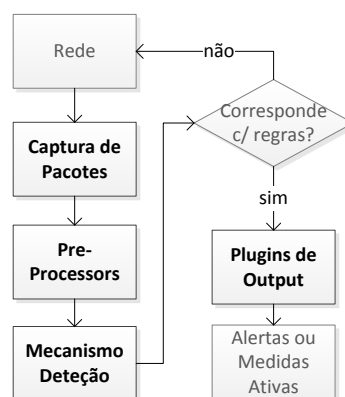 Rede
não
Corresponde
c/ regras?
Captura de
Pacotes
sim
Pre-
Processors
Plugins de
Output
Mecanismo
Deteção
Alertas ou
Medidas
Ativas